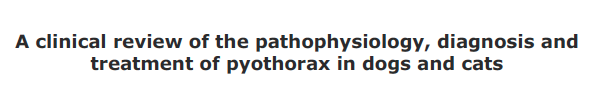 A clinical review of the pathophysiology, diagnosis and
treatment of pyothorax in dogs and cats